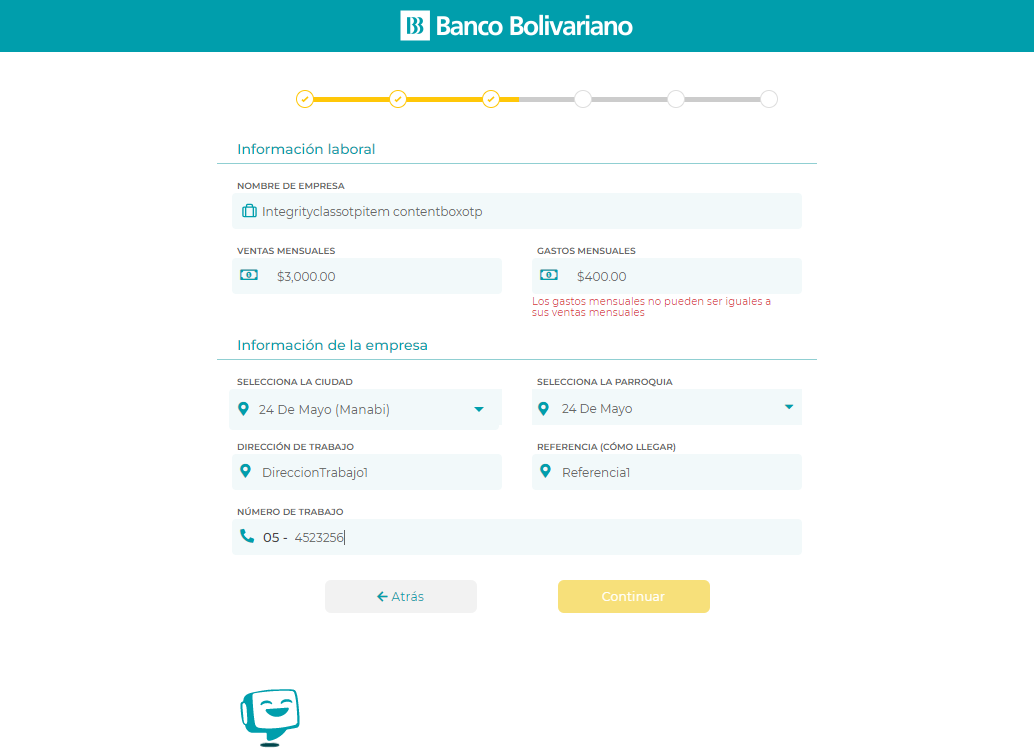 Banco Bolivariano
Información laboral
NOMBRE DE EMPRESA
Integrityclassotpitem contentboxotp
VENTAS MENSUALES
GASTOS MENSUALES
$3,000.00
$400.00
Los gastos mensuales no pueden ser iguales a
sus ventas mensuales
Información de la empresa
SELECCIONA LA CIUDAD
SELECCIONA LA PARROQUIA
24 De Mayo (Manabi)
24 De Mayo
DIRECCIÓN DE TRABAJO
REFERENCIA (CÓMO LLEGAR)
DireccionTrabajo1
Referencia1
NÚMERO DE TRABAJO
05 - 4523256
Atrás
Continuar